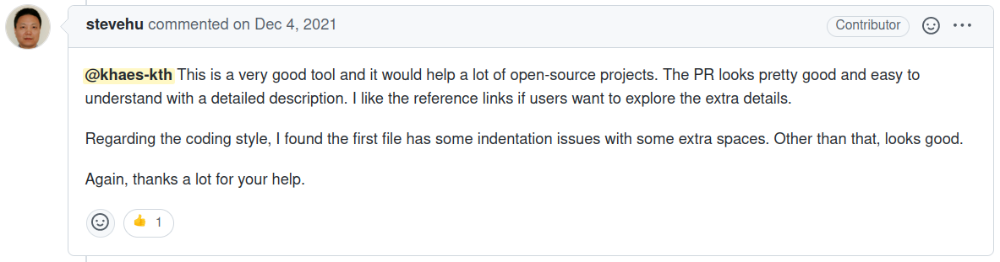 stevehu commented on Dec 4, 2021 Contributor
@khaes-kth This is a very good tool and it would help a lot of open-source projects. The PR looks pretty good and easy to
understand with a detailed description. I like the reference links if users want to explore the extra details.
Regarding the coding style, I found the first file has some indentation issues with some extra spaces. Other than that, looks good.
Again, thanks a lot for your help.
1